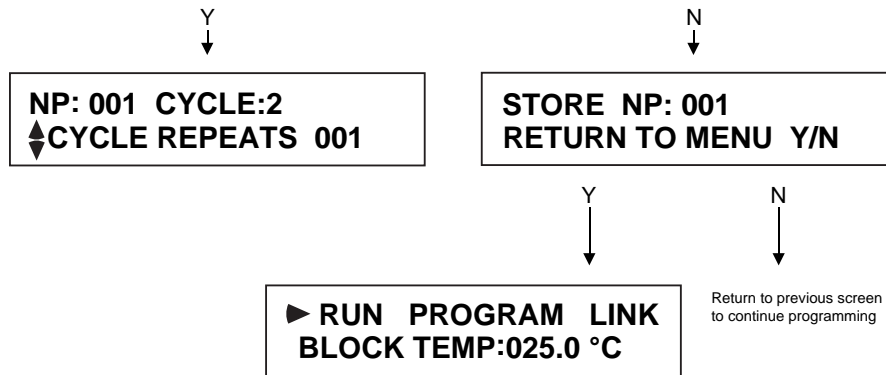 Y
N
NP: 001 CYCLE:2
CYCLE REPEATS 001
STORE NP: 001
RETURN TO MENU Y/N
Y
N
RUN PROGRAM LINK
BLOCK TEMP:025.0 °C
Return to previous screen
to continue programming